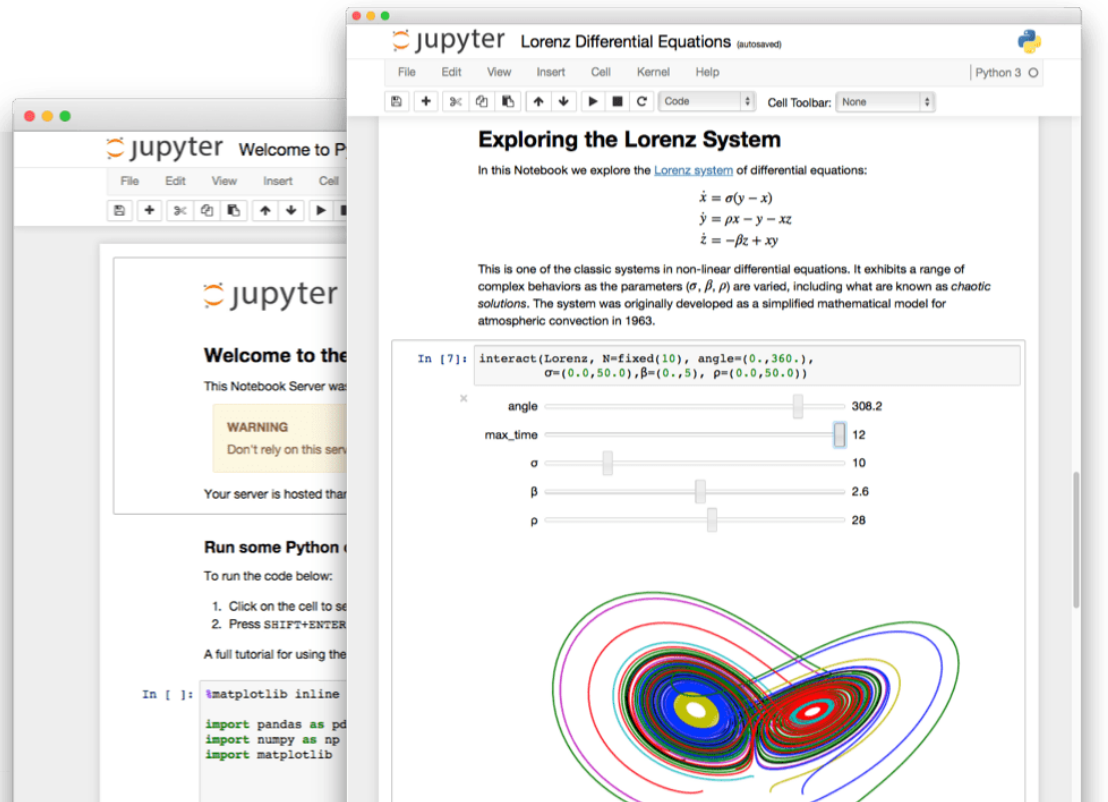 jupyter Lorenz Differential Equations (autosaved)
File Edit View Insert Cell Kernel Help Python 3
Code Cell Toolbar: None
Exploring the Lorenz System
In this Notebook we explore the Lorenz system of differential equations:
ẋ = σ(y − x)
ẏ = ρx − y − xz
ż = −βz + xy
This is one of the classic systems in non-linear differential equations. It exhibits a range of
complex behaviors as the parameters (σ, β, ρ) are varied, including what are known as chaotic
solutions. The system was originally developed as a simplified mathematical model for
atmospheric convection in 1963.
In [7]: interact(Lorenz, N=fixed(10), angle=(0.,360.),
σ=(0.0,50.0),β=(0.,5), ρ=(0.0,50.0))
angle 308.2
max_time 12
σ 10
β 2.6
ρ 28
jupyter Welcome to P
File Edit View Insert Cell
jupyter
Welcome to the
This Notebook Server was
WARNING
Don't rely on this serv
Your server is hosted than
Run some Python
To run the code below:
1. Click on the cell to se
2. Press SHIFT+ENTER
A full tutorial for using the
In [ ]: %matplotlib inline
import pandas as pd
import numpy as np
import matplotlib